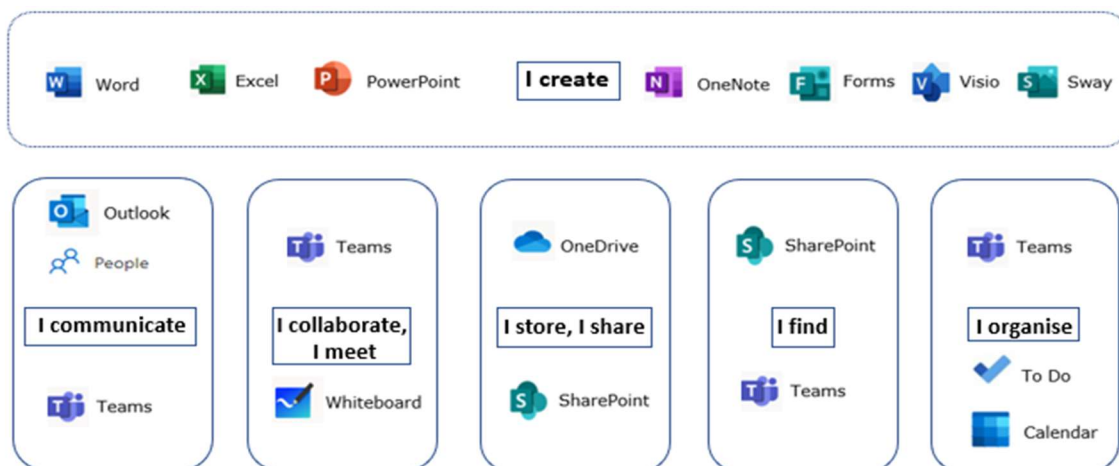 Word Excel PowerPoint I create OneNote Forms Visio Sway
Outlook
People
I communicate
Teams
Teams
I collaborate,
I meet
Whiteboard
OneDrive
I store, I share
SharePoint
SharePoint
I find
Teams
Teams
I organise
To Do
Calendar